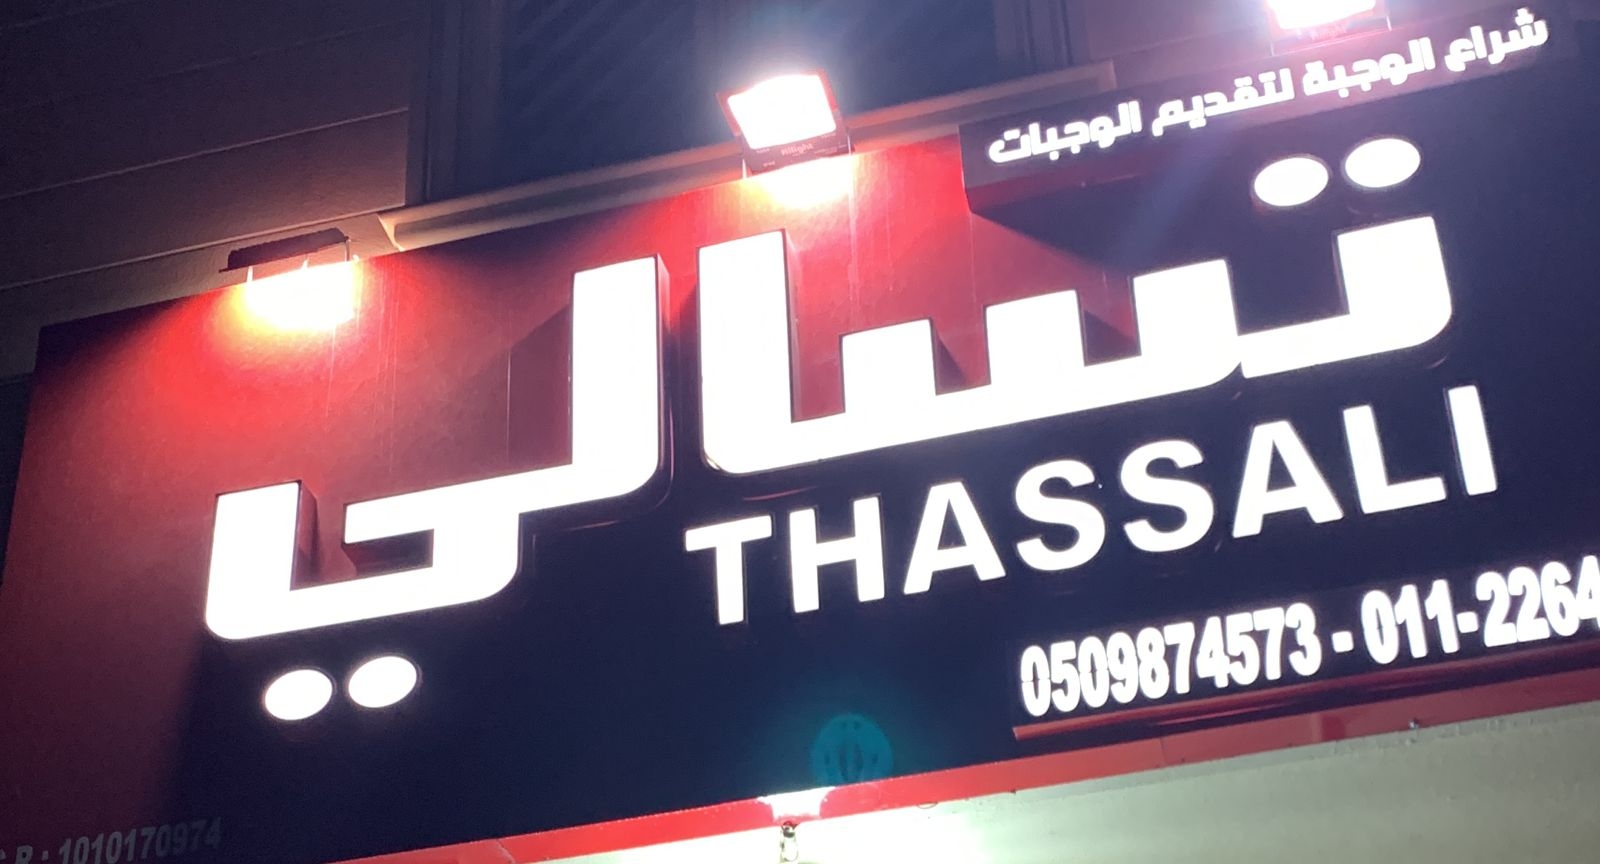 شراع الوجبة لتقديم الوجبات
تسالي
THASSALI
0509874573 - 011-2264
1010170974